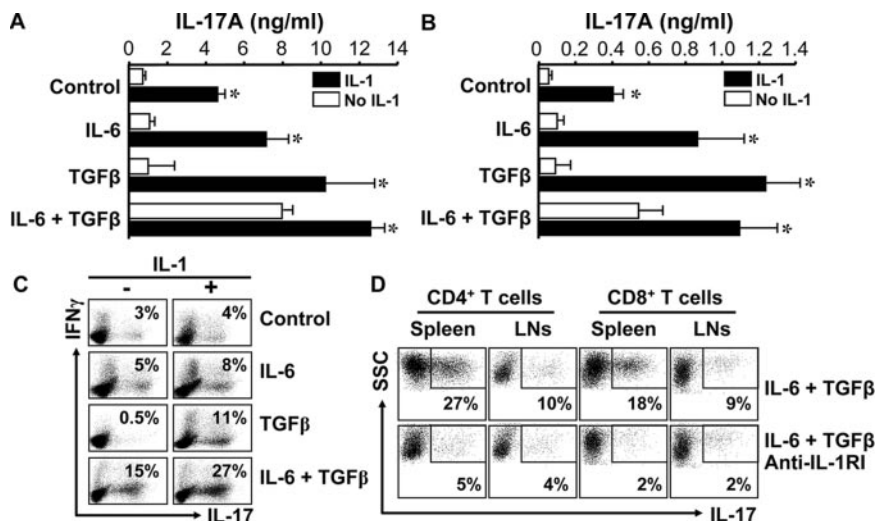 A
IL-17A (ng/ml)
0 2 4 6 8 10 12 14
Control
IL-6
TGFβ
IL-6 + TGFβ
IL-1
No IL-1
*
*
*
*
B
IL-17A (ng/ml)
0 0.2 0.4 0.6 0.8 1.0 1.2 1.4
Control
IL-6
TGFβ
IL-6 + TGFβ
IL-1
No IL-1
*
*
*
*
C
IL-1
- +
IFNγ
3% 4% Control
5% 8% IL-6
0.5% 11% TGFβ
15% 27% IL-6 + TGFβ
IL-17
D
CD4+ T cells CD8+ T cells
Spleen LNs Spleen LNs
SSC
27% 10% 18% 9%
IL-6 + TGFβ
5% 4% 2% 2%
IL-6 + TGFβ
Anti-IL-1RI
IL-17